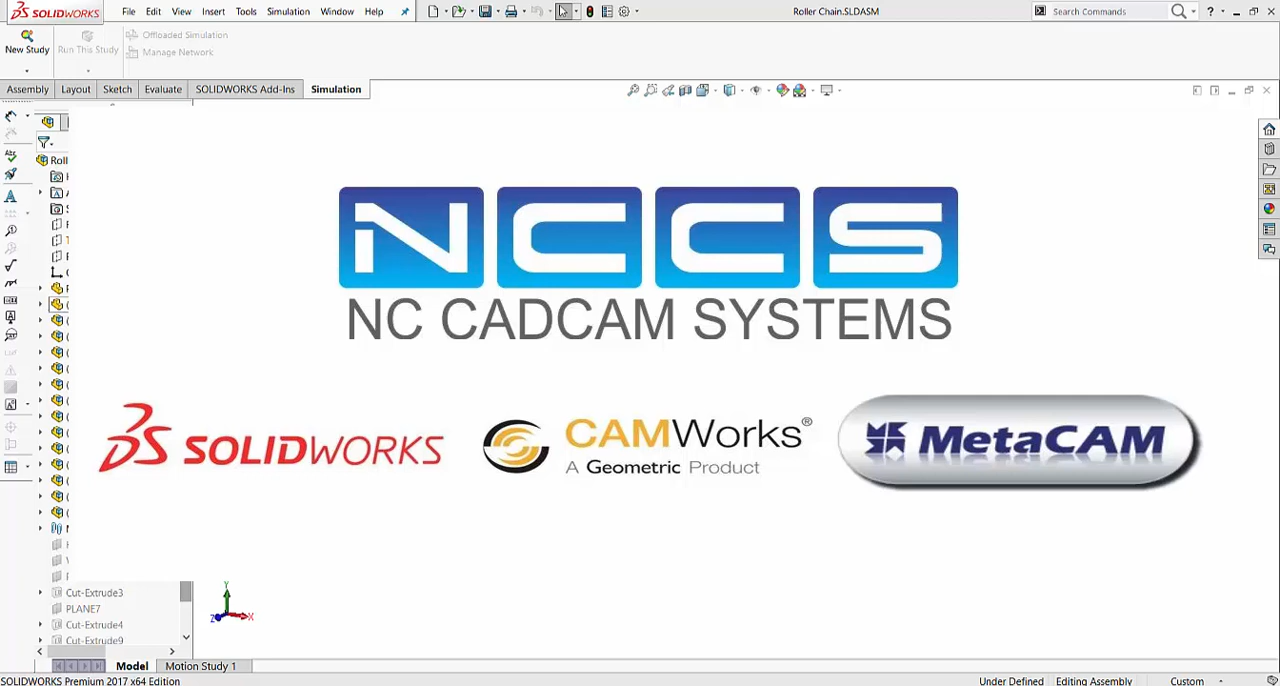 SOLIDWORKS File Edit View Insert Tools Simulation Window Help Roller Chain.SLDASM Search Commands
New Study Run This Study Offloaded Simulation
Manage Network
Assembly Layout Sketch Evaluate SOLIDWORKS Add-Ins Simulation
Roll
NCCS
NC CADCAM SYSTEMS
SOLIDWORKS
CAMWorks®
A Geometric Product
MetaCAM
Cut-Extrude3
PLANE7
Cut-Extrude4
Cut-Extrude9
Y
Z X
Model Motion Study 1
SOLIDWORKS Premium 2017 x64 Edition Under Defined Editing Assembly Custom